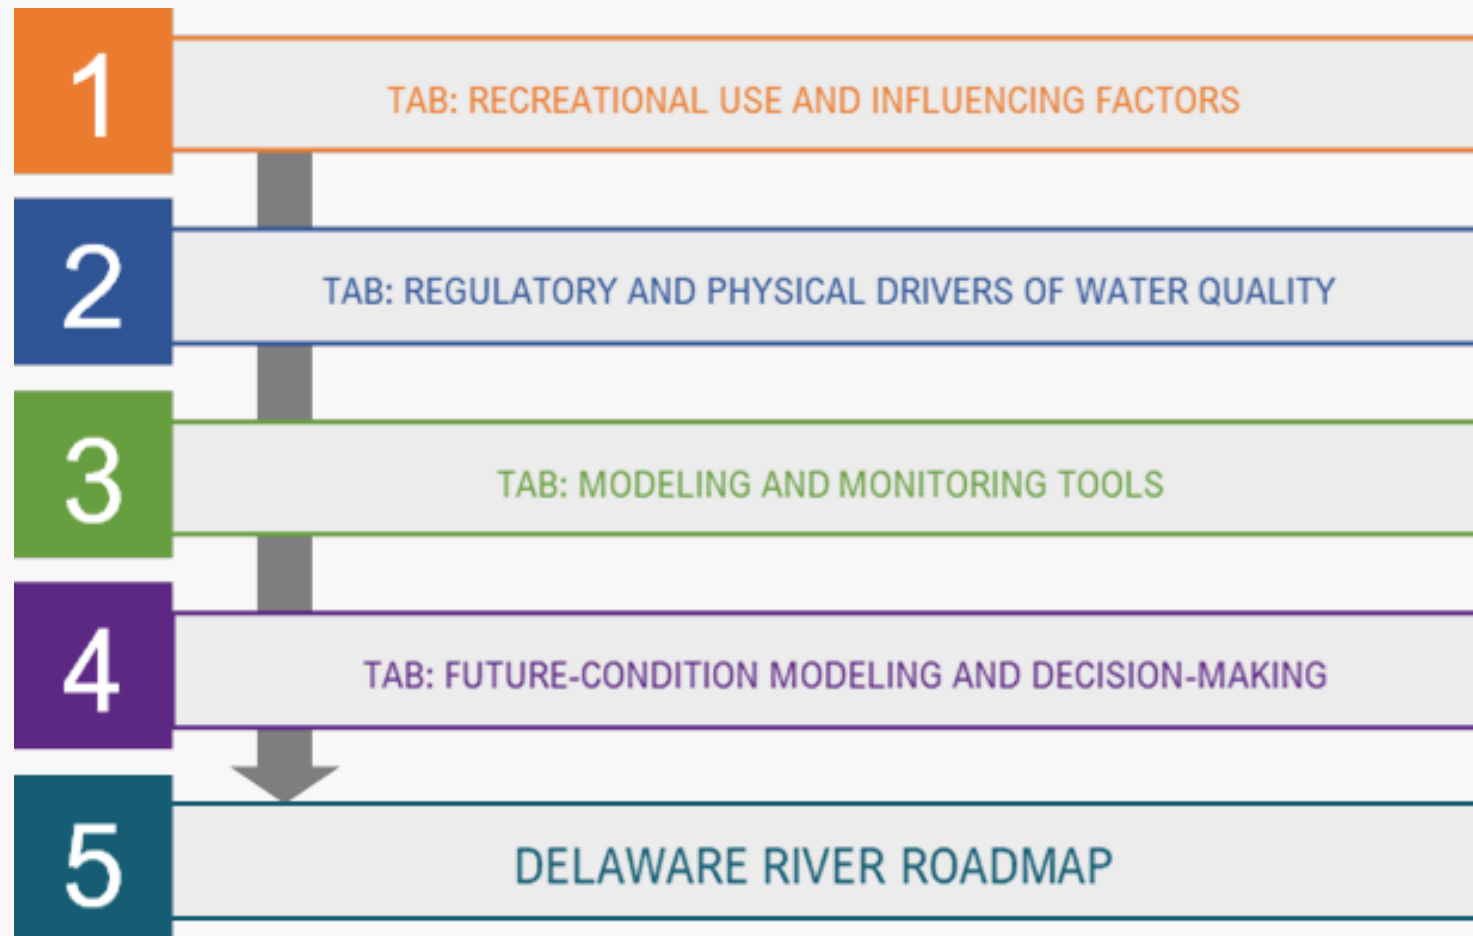 1
TAB: RECREATIONAL USE AND INFLUENCING FACTORS
2
TAB: REGULATORY AND PHYSICAL DRIVERS OF WATER QUALITY
3
TAB: MODELING AND MONITORING TOOLS
4
TAB: FUTURE-CONDITION MODELING AND DECISION-MAKING
5
DELAWARE RIVER ROADMAP